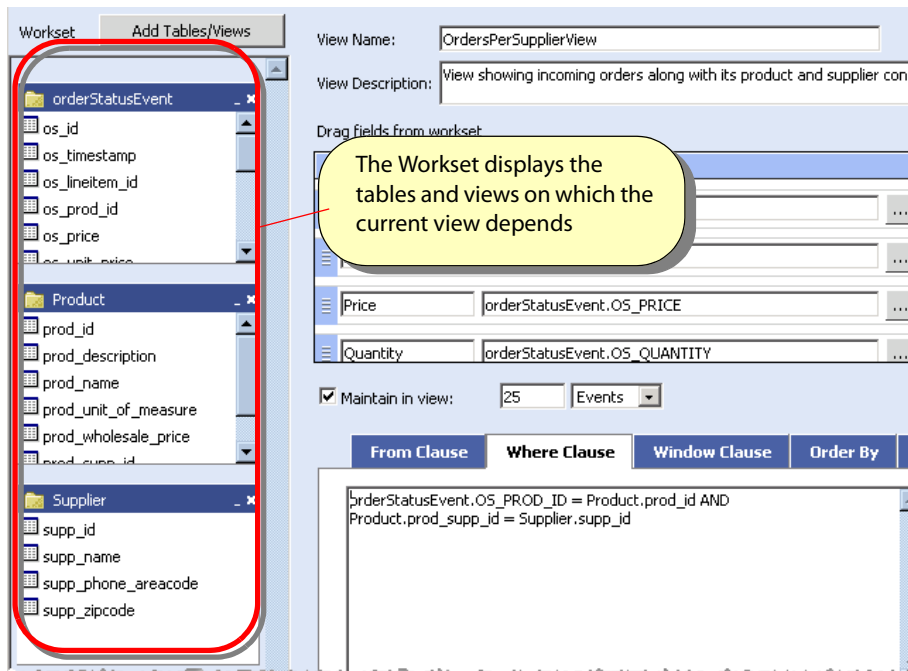 Workset
Add Tables/Views
orderStatusEvent
os_id
os_timestamp
os_lineitem_id
os_prod_id
os_price
os_unit_price
Product
prod_id
prod_description
prod_name
prod_unit_of_measure
prod_wholesale_price
prod_supp_id
Supplier
supp_id
supp_name
supp_phone_areacode
supp_zipcode
View Name:
OrdersPerSupplierView
View Description:
View showing incoming orders along with its product and supplier con
Drag fields from workset
The Workset displays the
tables and views on which the
current view depends
...
...
Price
orderStatusEvent.OS_PRICE
...
Quantity
orderStatusEvent.OS_QUANTITY
...
Maintain in view:
25
Events
From Clause
Where Clause
Window Clause
Order By
orderStatusEvent.OS_PROD_ID = Product.prod_id AND
Product.prod_supp_id = Supplier.supp_id